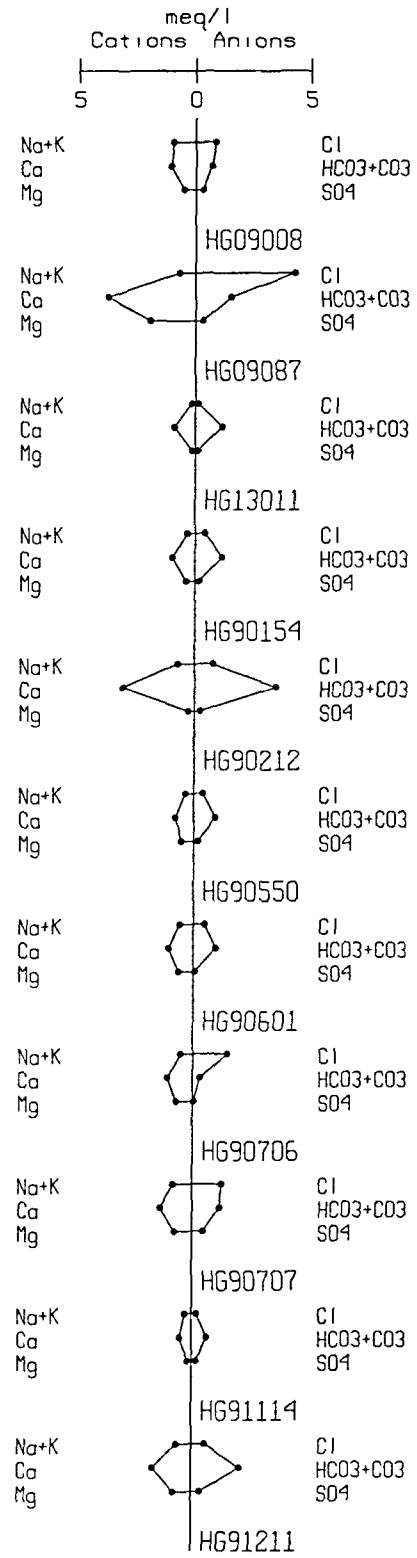 meq/l
Cations Anions
5 0 5
Na+K Cl
Ca HCO3+CO3
Mg SO4
HG09008
Na+K Cl
Ca HCO3+CO3
Mg SO4
HG09087
Na+K Cl
Ca HCO3+CO3
Mg SO4
HG13011
Na+K Cl
Ca HCO3+CO3
Mg SO4
HG90154
Na+K Cl
Ca HCO3+CO3
Mg SO4
HG90212
Na+K Cl
Ca HCO3+CO3
Mg SO4
HG90550
Na+K Cl
Ca HCO3+CO3
Mg SO4
HG90601
Na+K Cl
Ca HCO3+CO3
Mg SO4
HG90706
Na+K Cl
Ca HCO3+CO3
Mg SO4
HG90707
Na+K Cl
Ca HCO3+CO3
Mg SO4
HG91114
Na+K Cl
Ca HCO3+CO3
Mg SO4
HG91211